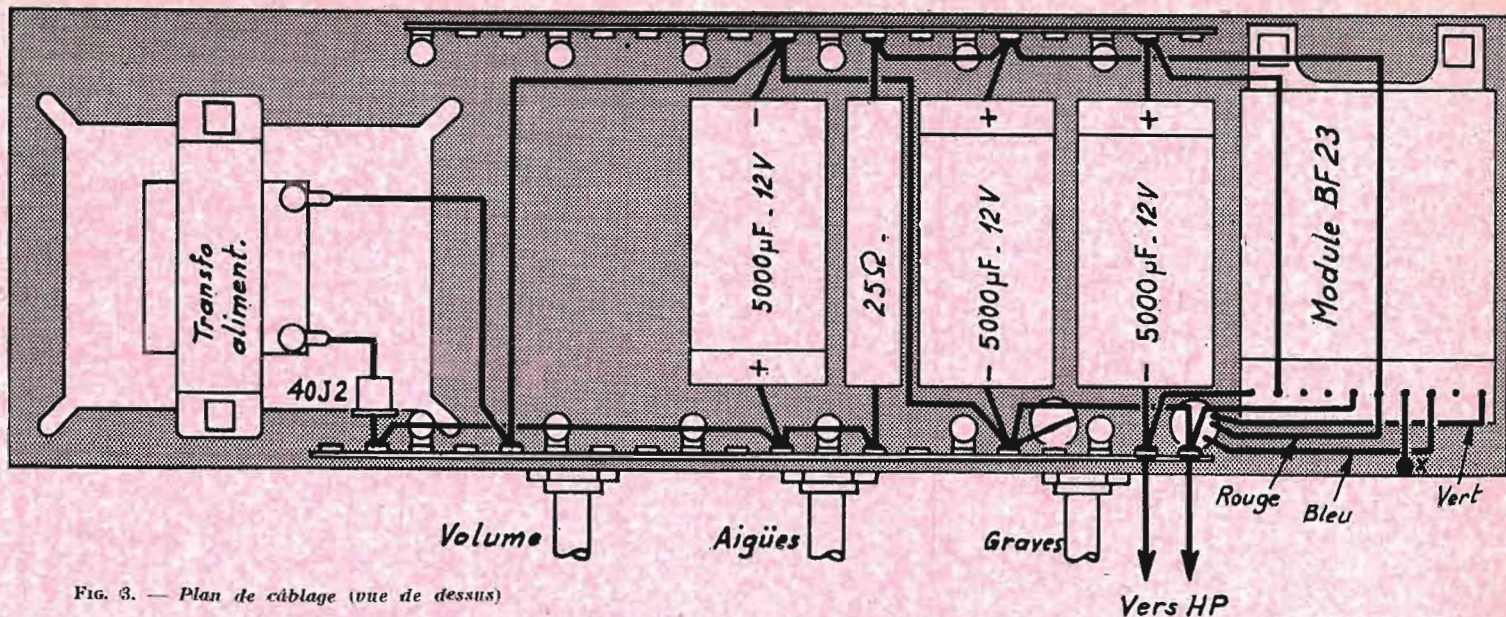 Transfo
aliment.
40J2
− 5000µF - 12V +
25Ω.
− 5000µF - 12V +
− 5000µF - 12V +
Module BF23
Volume
Aigües
Graves
Rouge
Bleu
x
Vert
Vers HP
FIG. 3. — Plan de câblage (vue de dessus)